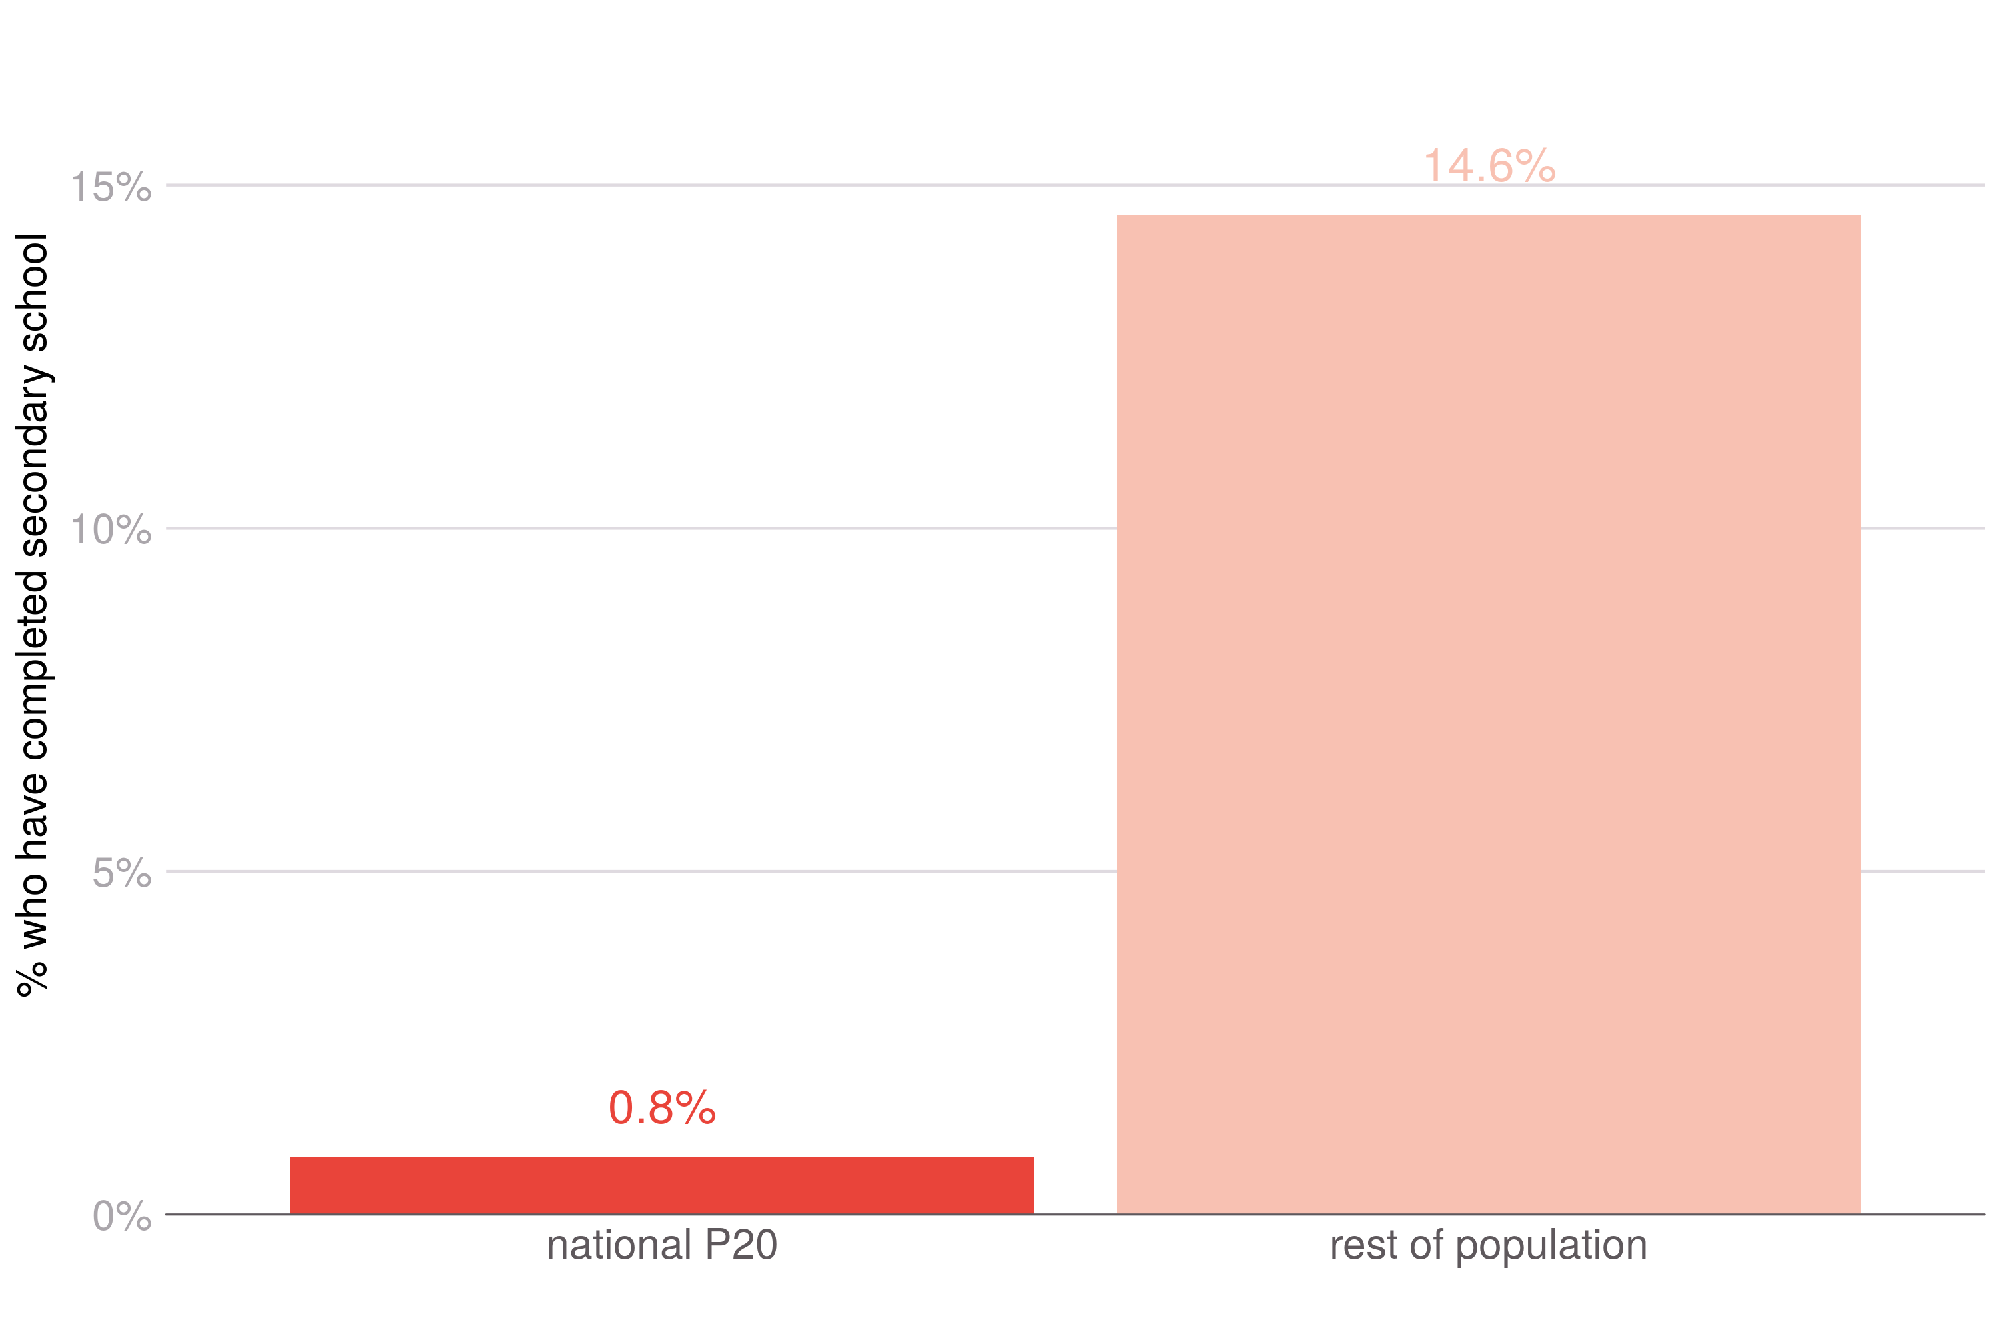 % who have completed secondary school
15%
10%
5%
0%
14.6%
0.8%
national P20
rest of population